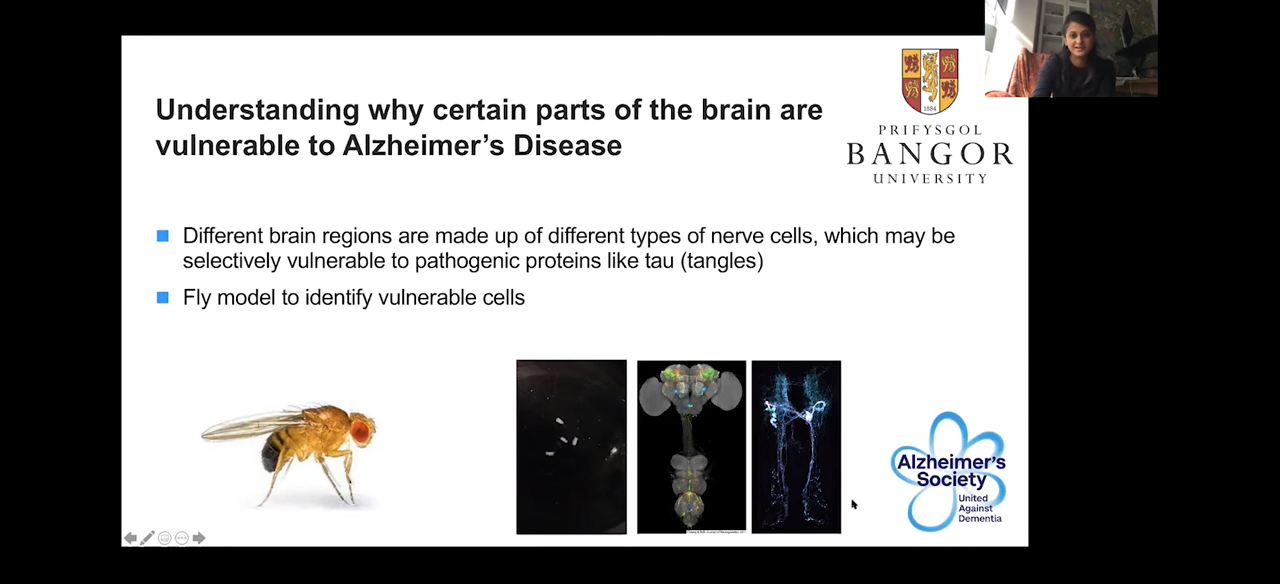 Understanding why certain parts of the brain are
vulnerable to Alzheimer’s Disease
1884
PRIFYSGOL
BANGOR
UNIVERSITY
Different brain regions are made up of different types of nerve cells, which may be
selectively vulnerable to pathogenic proteins like tau (tangles)
Fly model to identify vulnerable cells
Alzheimer’s
Society
United
Against
Dementia